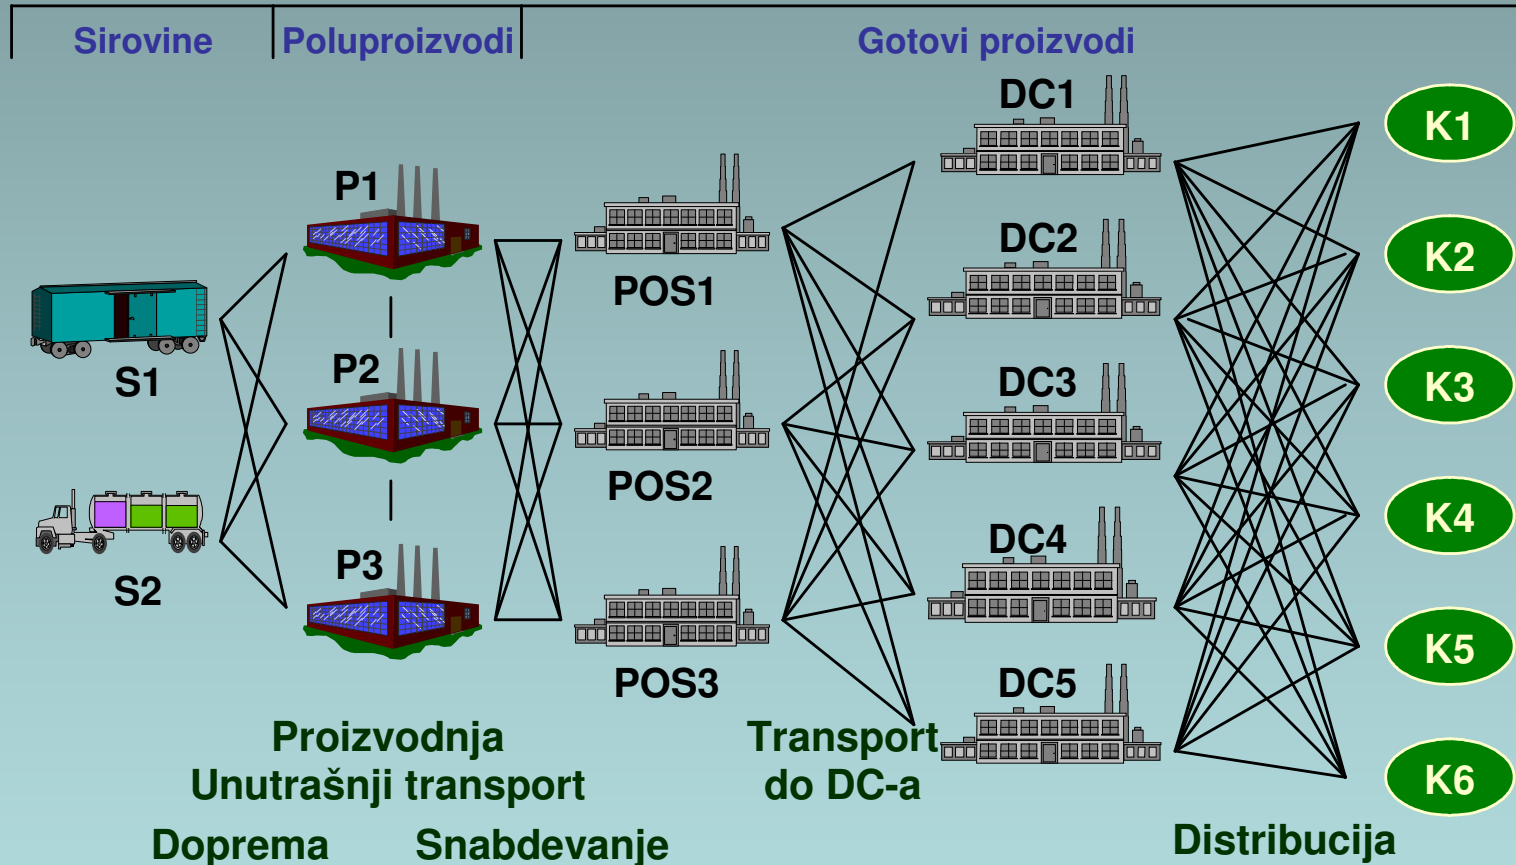 Sirovine
Poluproizvodi
Gotovi proizvodi
DC1
K1
P1
DC2
K2
POS1
S1
P2
DC3
K3
POS2
S2
P3
DC4
K4
POS3
DC5
K5
Proizvodnja
Unutrašnji transport
Transport
do DC-a
K6
Doprema
Snabdevanje
Distribucija